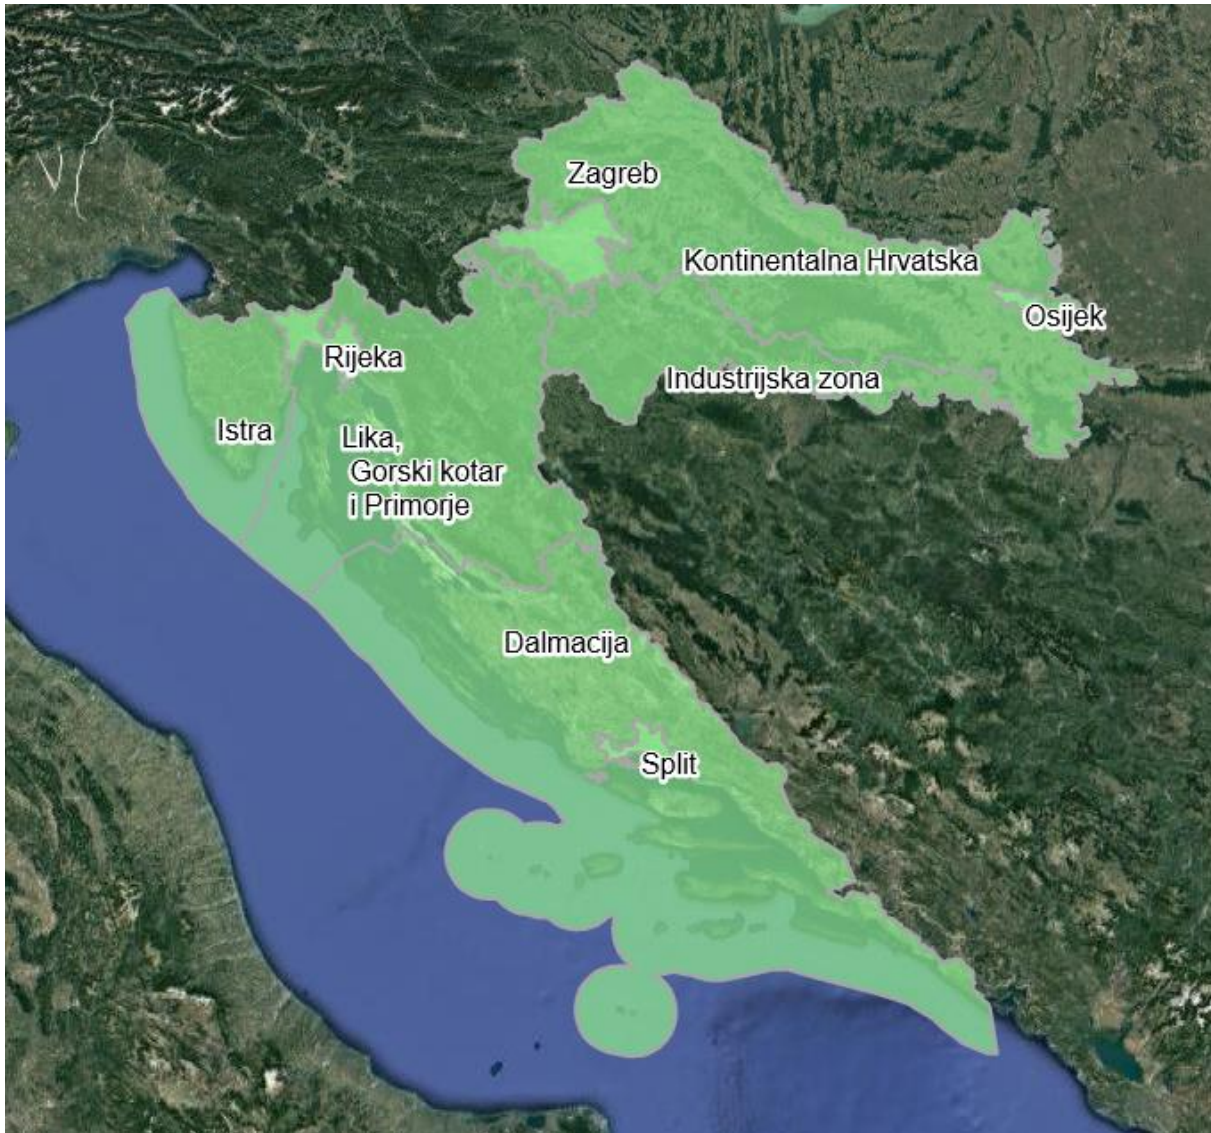 Zagreb
Kontinentalna Hrvatska
Osijek
Rijeka
Industrijska zona
Istra
Lika,
Gorski kotar
i Primorje
Dalmacija
Split